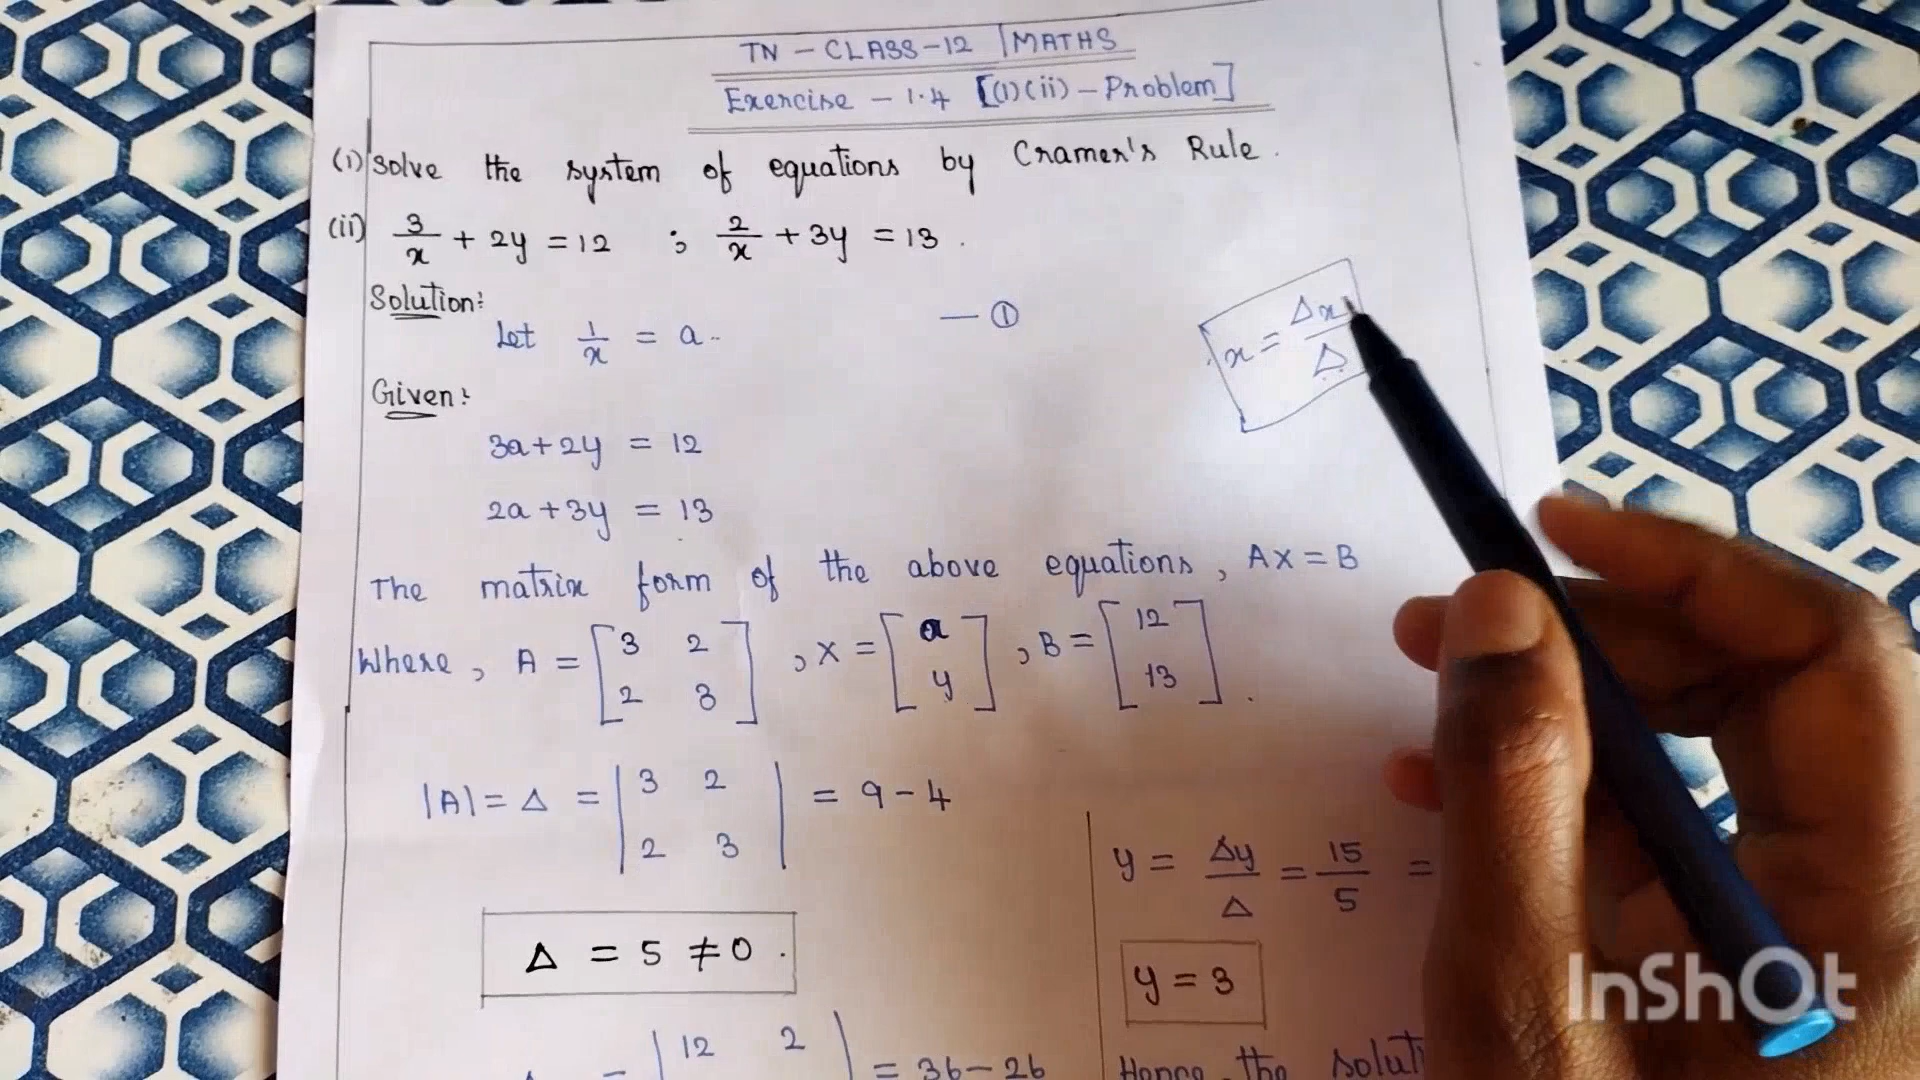 TN - CLASS-12 | MATHS
Exercise - 1.4 [(1)(ii) - Problem]
(1) Solve the system of equations by Cramer's Rule.
(ii) 3/x + 2y = 12 ; 2/x + 3y = 13.
Solution:
Let 1/x = a.. — ①
x = Δx/Δ
Given:
3a+2y = 12
2a+3y = 13
The matrix form of the above equations, AX = B
Where, A = [3 2 2 3], X = [a y], B = [12 13].
|A| = Δ = |3 2 2 3| = 9-4
Δ = 5 ≠ 0.
12 2 = 36-26
y = Δy/Δ = 15/5 =
y = 3
Hence, the
InShOt